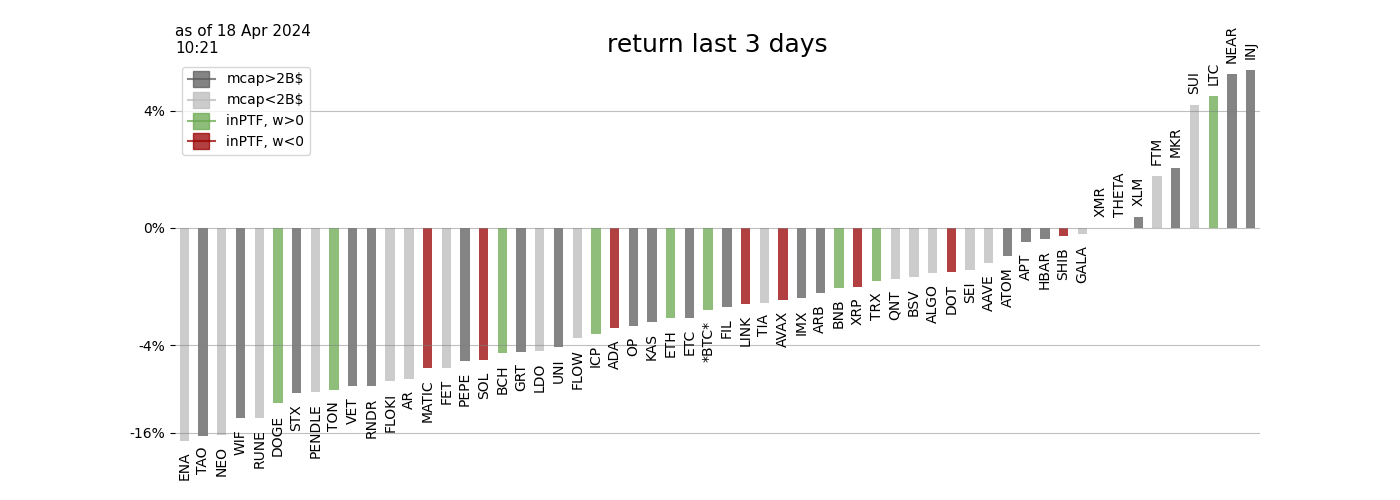 as of 18 Apr 2024
10:21
return last 3 days
mcap>2B$
mcap<2B$
inPTF, w>0
inPTF, w<0
4%
0%
-4%
-16%
ENA
TAO
NEO
WIF
RUNE
DOGE
STX
PENDLE
TON
VET
RNDR
FLOKI
AR
MATIC
FET
PEPE
SOL
BCH
GRT
LDO
UNI
FLOW
ICP
ADA
OP
KAS
ETH
ETC
*BTC*
FIL
LINK
TIA
AVAX
IMX
ARB
BNB
XRP
TRX
QNT
BSV
ALGO
DOT
SEI
AAVE
ATOM
APT
HBAR
SHIB
GALA
XMR
THETA
XLM
FTM
MKR
SUI
LTC
NEAR
INJ